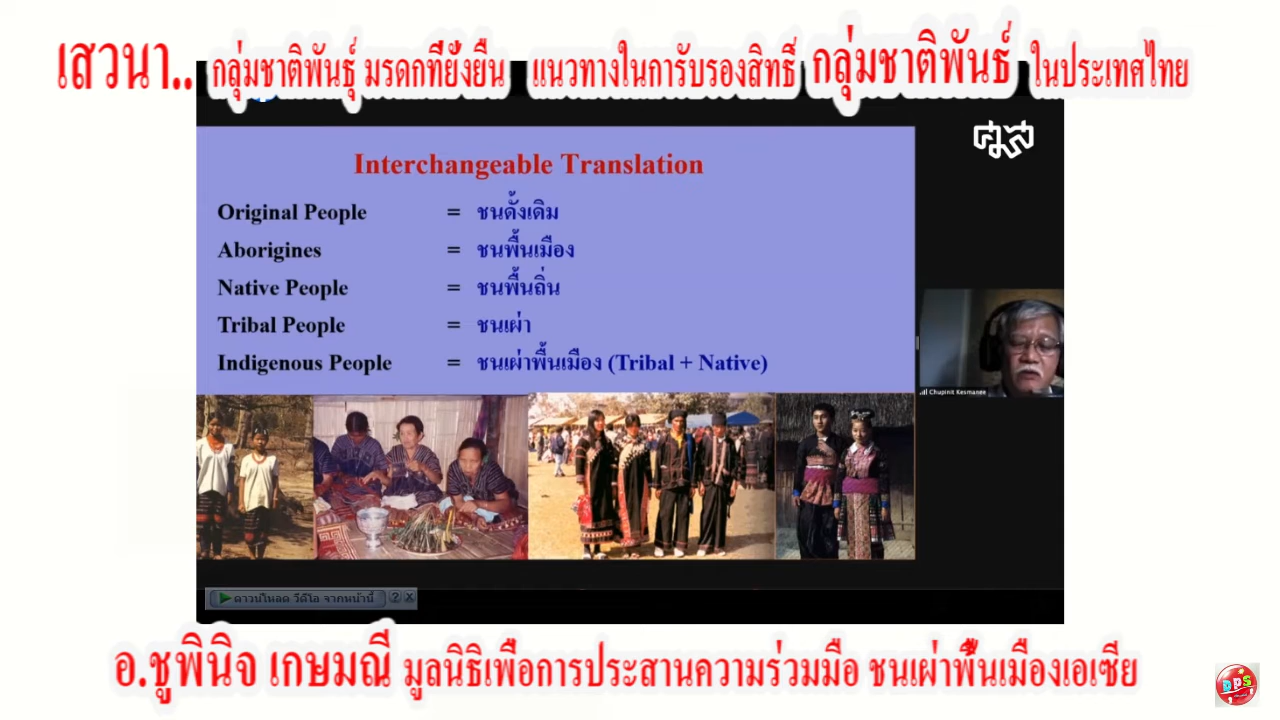 เสวนา.. กลุ่มชาติพันธุ์ มรดกที่ยั่งยืน แนวทางในการับรองสิทธิ์ กลุ่มชาติพันธ์ ในประเทศไทย
Interchangeable Translation
Original People = ชนดั้งเดิม
Aborigines = ชนพื้นเมือง
Native People = ชนพื้นถิ่น
Tribal People = ชนเผ่า
Indigenous People = ชนเผ่าพื้นเมือง (Tribal + Native)
ศมส
Chupinit Kesmanee
ดาวน์โหลด วีดีโอ จากหน้านี้ ? X
อ.ชูพินิจ เกษมณี มูลนิธิเพื่อการประสานความร่วมมือ ชนเผ่าพื้นเมืองเอเซีย
DPS